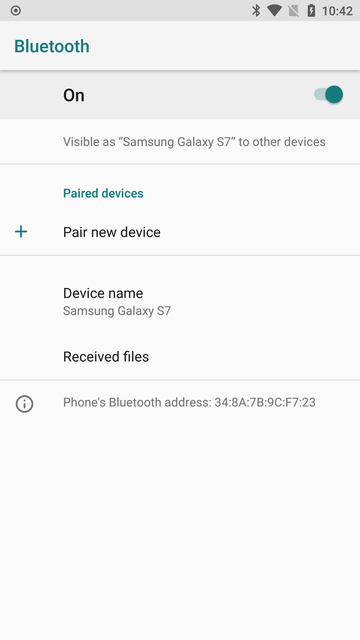 10:42
Bluetooth
On
Visible as “Samsung Galaxy S7” to other devices
Paired devices
Pair new device
Device name
Samsung Galaxy S7
Received files
Phone's Bluetooth address: 34:8A:7B:9C:F7:23